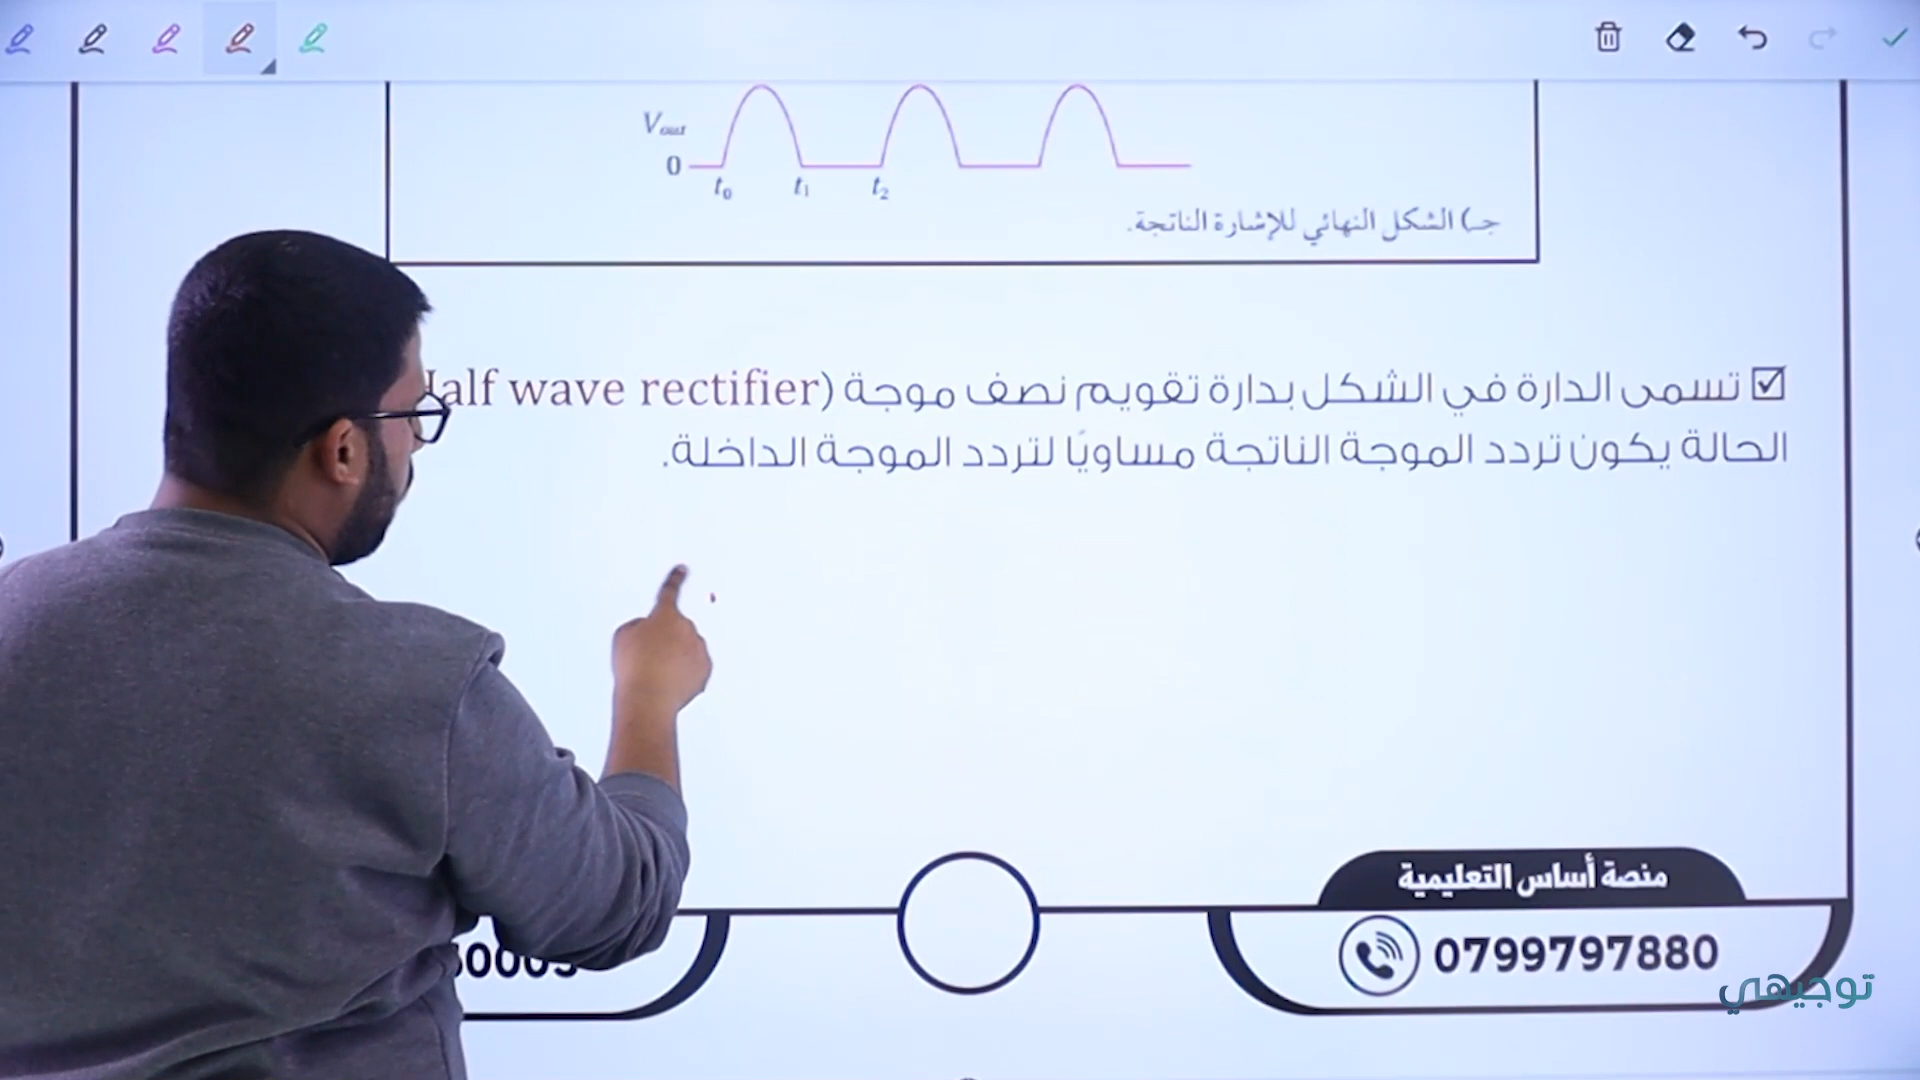 Vout
0
t0 t1 t2
جـ) الشكل النهائي للإشارة الناتجة.
تسمى الدارة في الشكل بدارة تقويم نصف موجة (Half wave rectifier
الحالة يكون تردد الموجة الناتجة مساويًا لتردد الموجة الداخلة.
منصة أساس التعليمية
0799797880
توجيهي